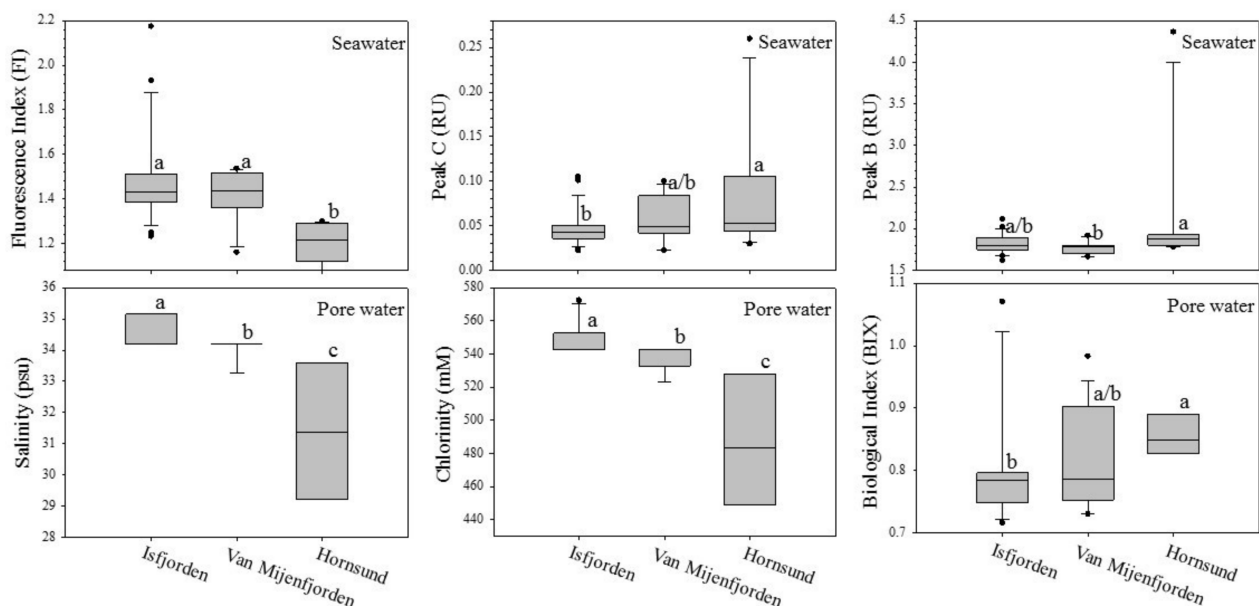 Fluorescence Index (FI)
2.2
2.0
1.8
1.6
1.4
1.2
Seawater
a
a
b
Peak C (RU)
0.25
0.20
0.15
0.10
0.05
0.00
Seawater
b
a/b
a
Peak B (RU)
4.5
4.0
3.5
3.0
2.5
2.0
1.5
Seawater
a/b
b
a
Salinity (psu)
36
35
34
33
32
31
30
29
28
Pore water
a
b
c
Isfjorden
Van Mijenfjorden
Hornsund
Chlorinity (mM)
580
560
540
520
500
480
460
440
Pore water
a
b
c
Isfjorden
Van Mijenfjorden
Hornsund
Biological Index (BIX)
1.1
1.0
0.9
0.8
0.7
Pore water
b
a/b
a
Isfjorden
Van Mijenfjorden
Hornsund